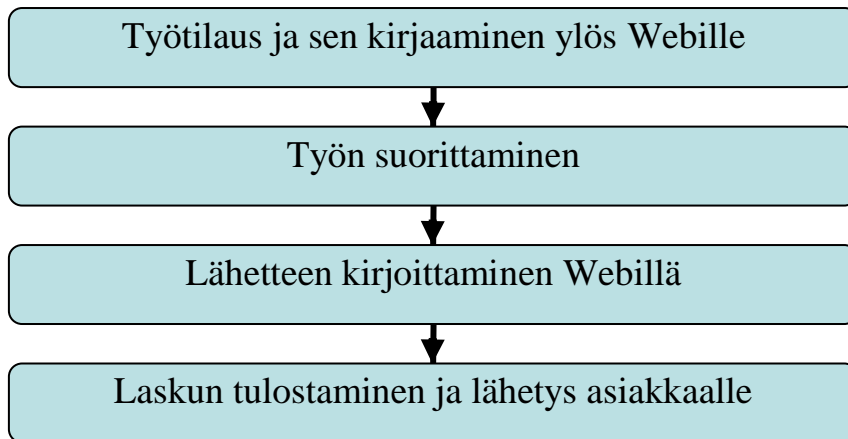 Työtilaus ja sen kirjaaminen ylös Webille
Työn suorittaminen
Lähetteen kirjoittaminen Webillä
Laskun tulostaminen ja lähetys asiakkaalle